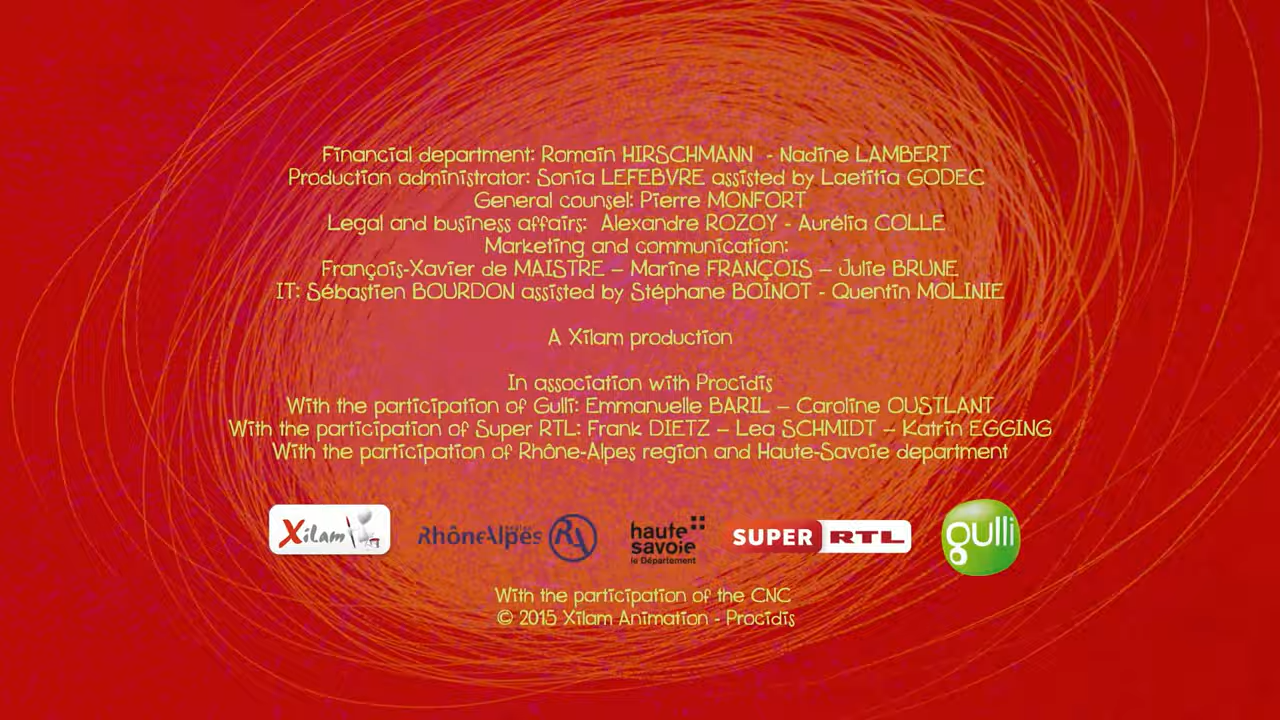 Financial department: Romain HIRSCHMANN - Nadine LAMBERT
Production administrator: Sonia LEFEBVRE assisted by Laetitia GODEC
General counsel: Pierre MONFORT
Legal and business affairs: Alexandre ROZOY - Aurélia COLLE
Marketing and communication:
François-Xavier de MAISTRE – Marine FRANÇOIS – Julie BRUNE
IT: Sébastien BOURDON assisted by Stéphane BOINOT - Quentin MOLINIE
A Xilam production
In association with Procidis
With the participation of Gulli: Emmanuelle BARIL – Caroline OUSTLANT
With the participation of Super RTL: Frank DIETZ – Lea SCHMIDT – Katrin EGGING
With the participation of Rhône-Alpes region and Haute-Savoie department
Xilam
RhôneAlpes RA
haute
savoie
le Département
SUPER RTL
gulli
With the participation of the CNC
© 2015 Xilam Animation - Procidis